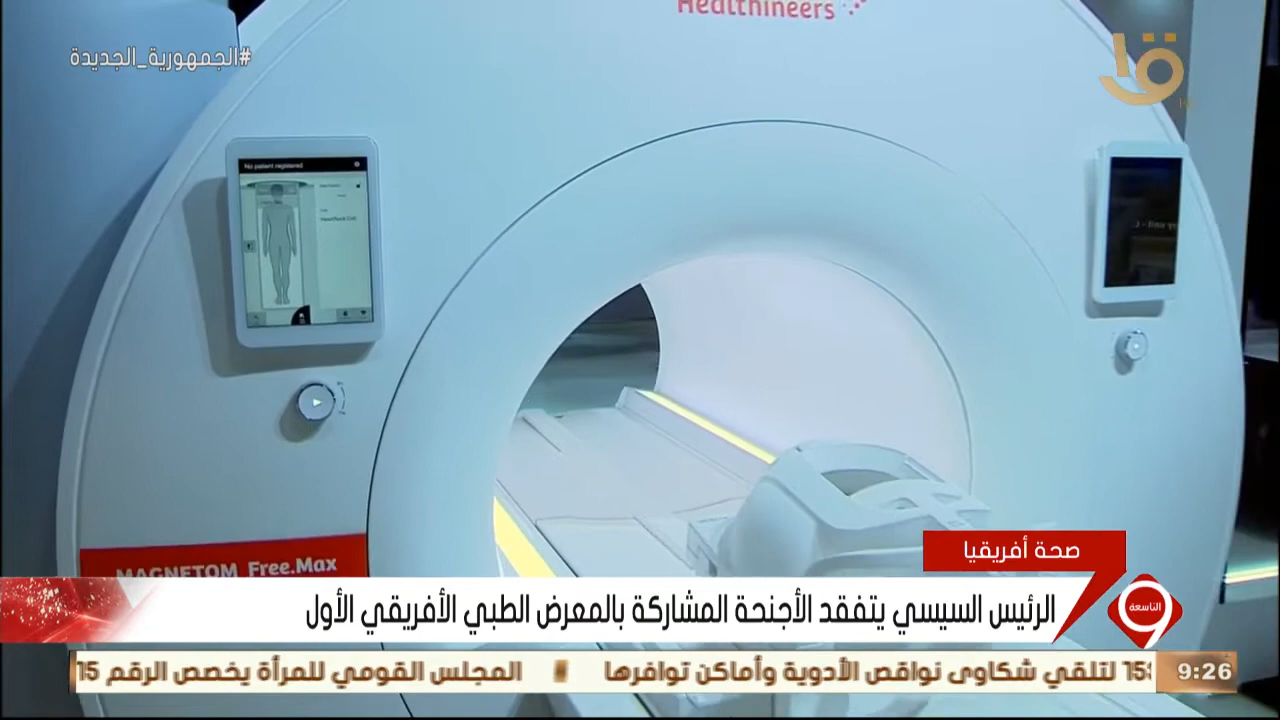 Healthineers
#الجمهورية_الجديدة
No patient registered
MAGNETOM Free.Max
صحة أفريقيا
الرئيس السيسي يتفقد الأجنحة المشاركة بالمعرض الطبي الأفريقي الأول
التاسعة
9
لتلقي شكاوى نواقص الأدوية وأماكن توافرها
المجلس القومي للمرأة يخصص الرقم 15
9:26